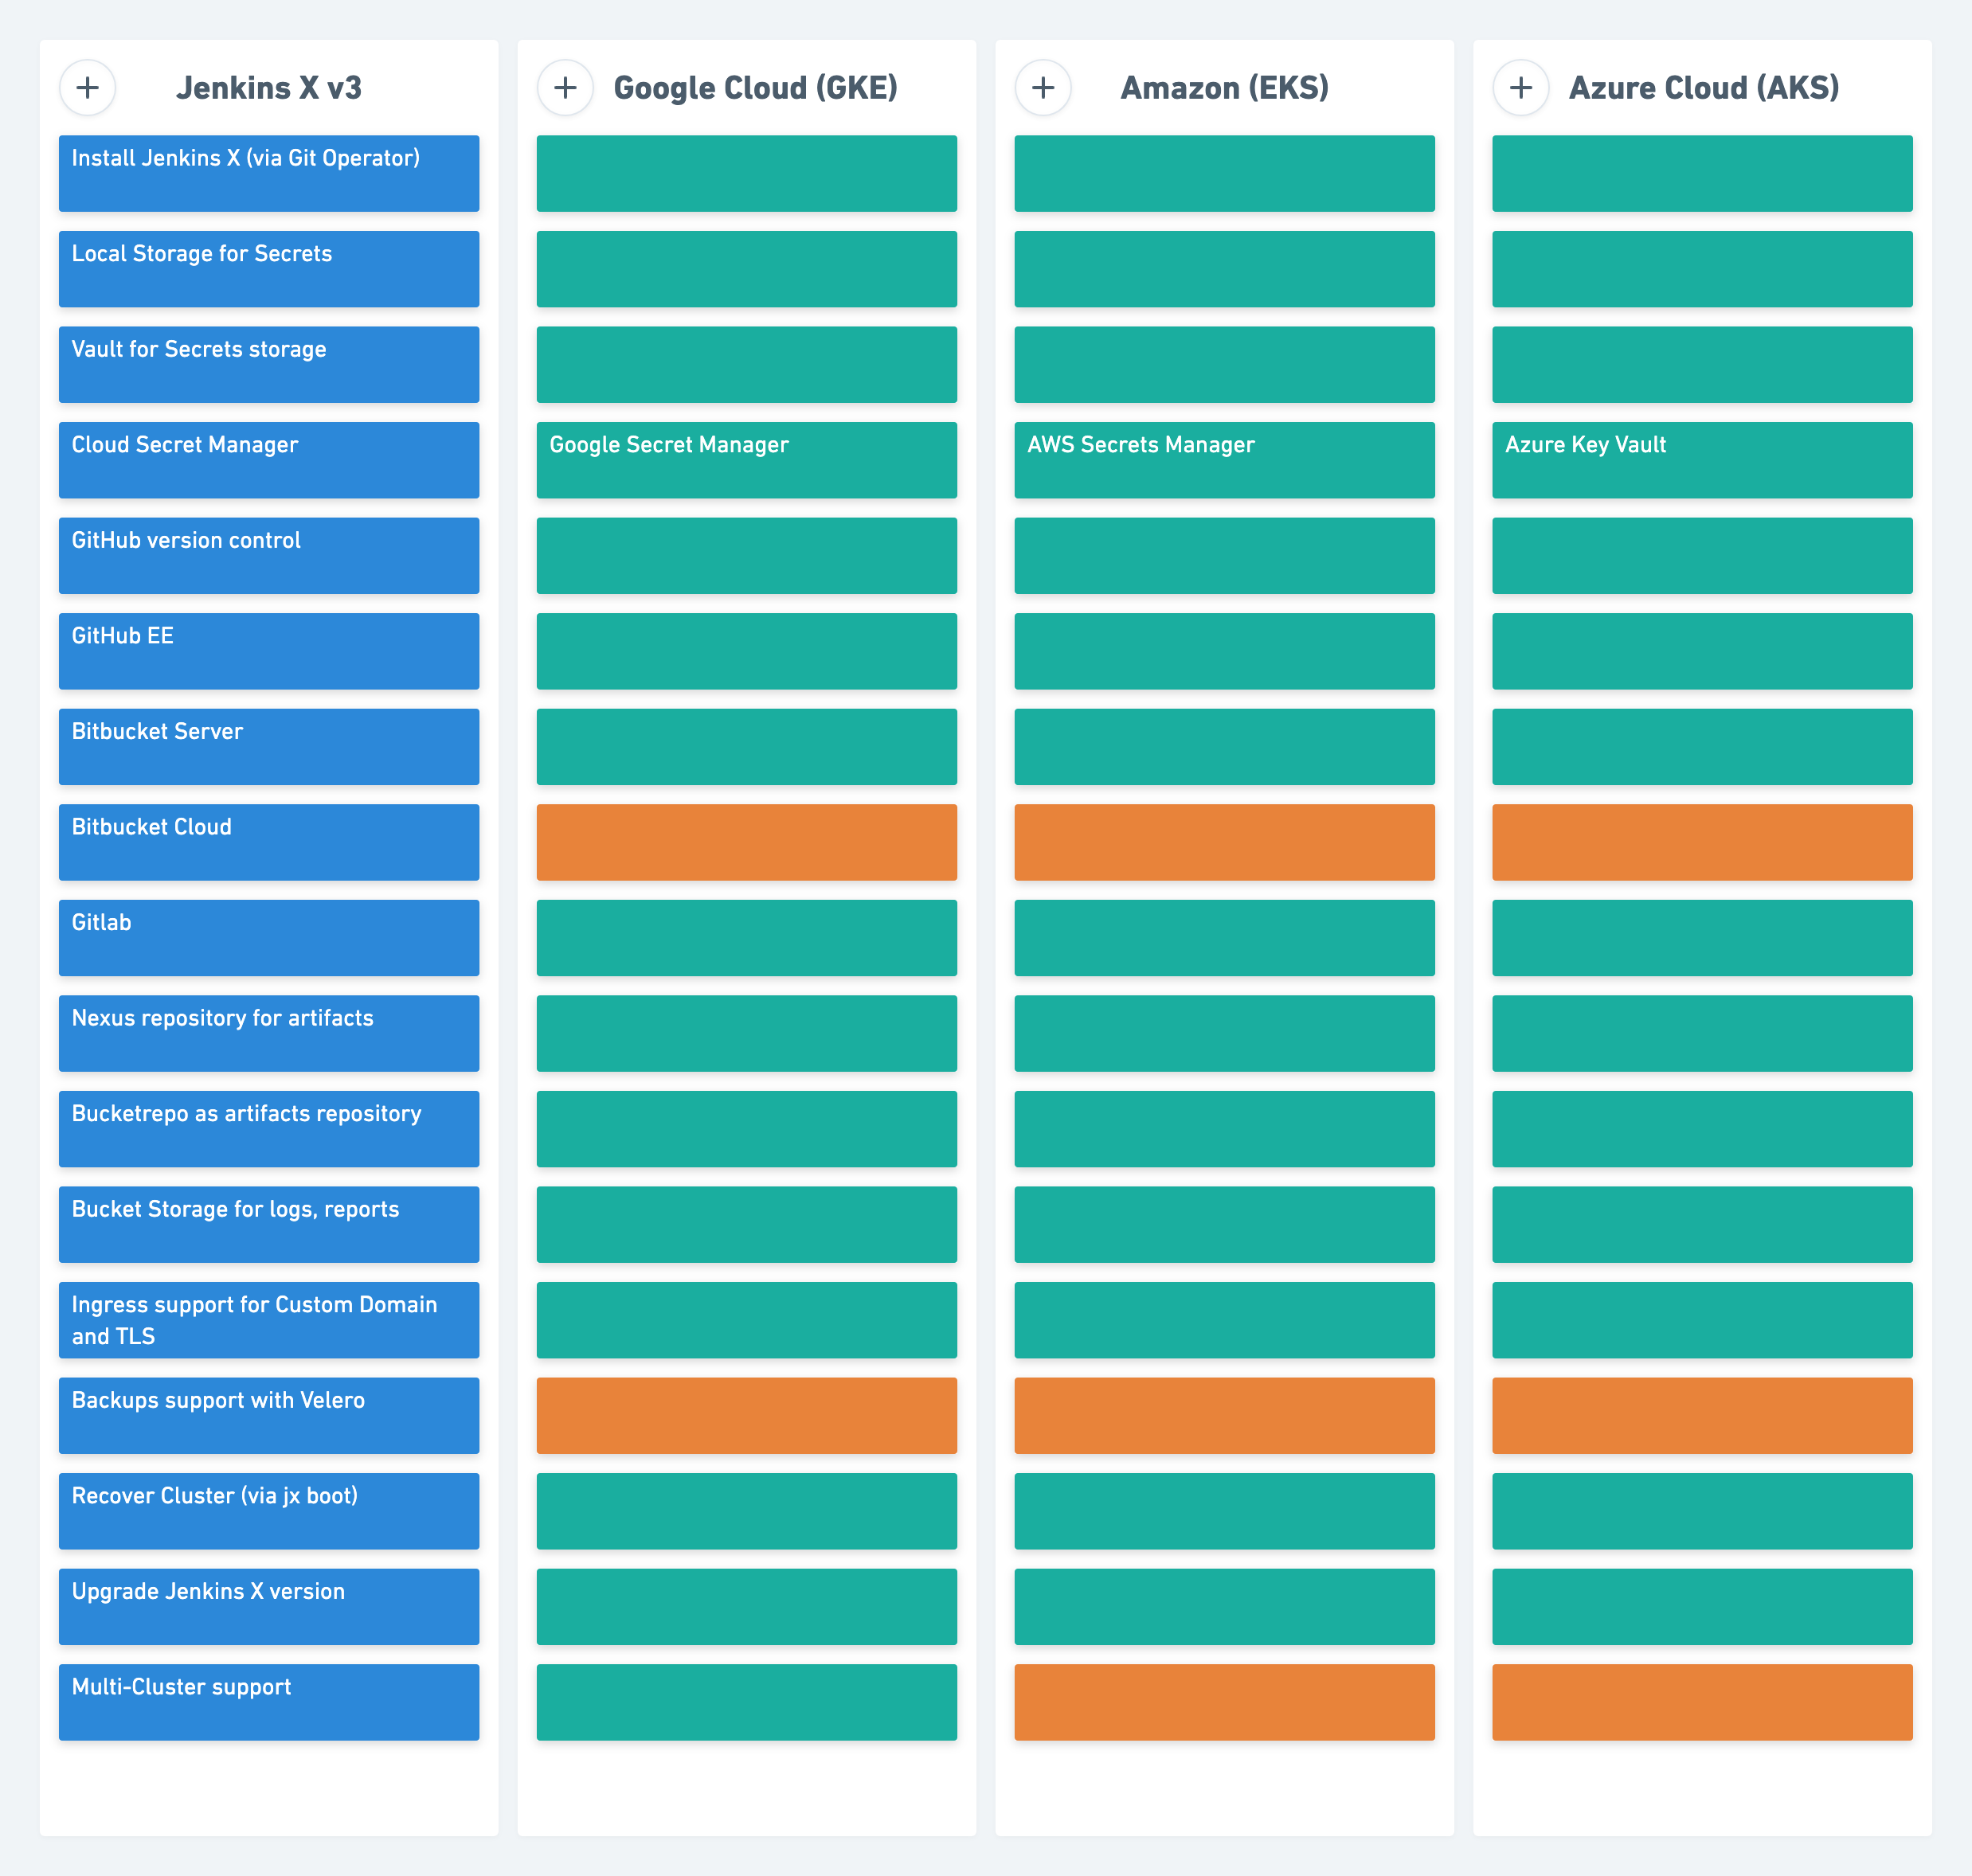 Jenkins X v3
Google Cloud (GKE)
Amazon (EKS)
Azure Cloud (AKS)
Install Jenkins X (via Git Operator)
Local Storage for Secrets
Vault for Secrets storage
Cloud Secret Manager
Google Secret Manager
AWS Secrets Manager
Azure Key Vault
GitHub version control
GitHub EE
Bitbucket Server
Bitbucket Cloud
Gitlab
Nexus repository for artifacts
Bucketrepo as artifacts repository
Bucket Storage for logs, reports
Ingress support for Custom Domain
and TLS
Backups support with Velero
Recover Cluster (via jx boot)
Upgrade Jenkins X version
Multi-Cluster support